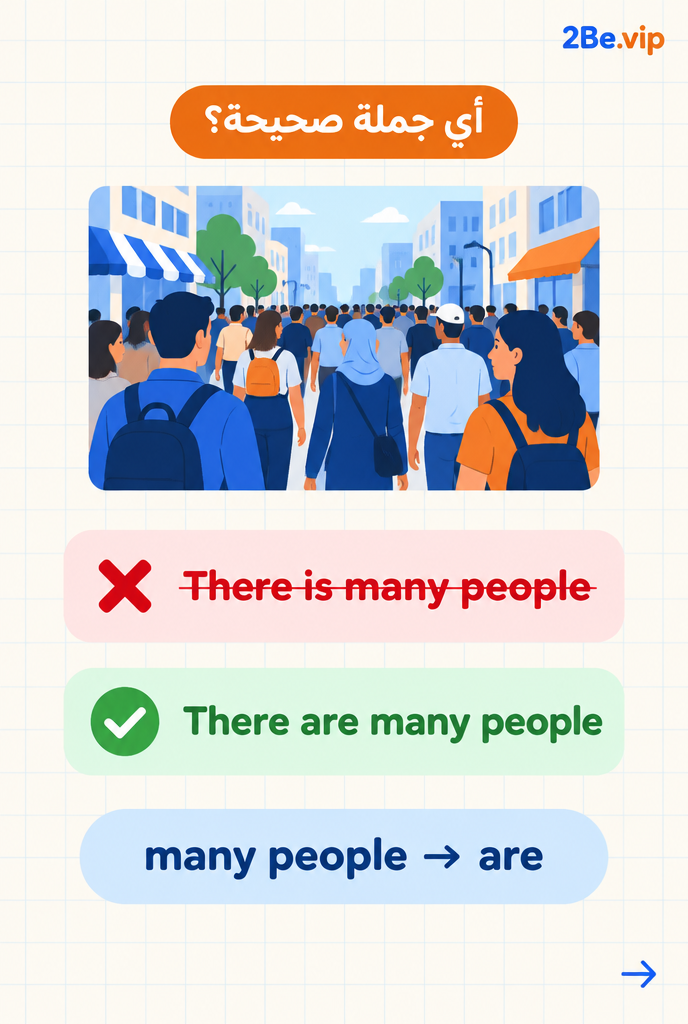 2Be.vip
أي جملة صحيحة؟
There is many people
There are many people
many people → are